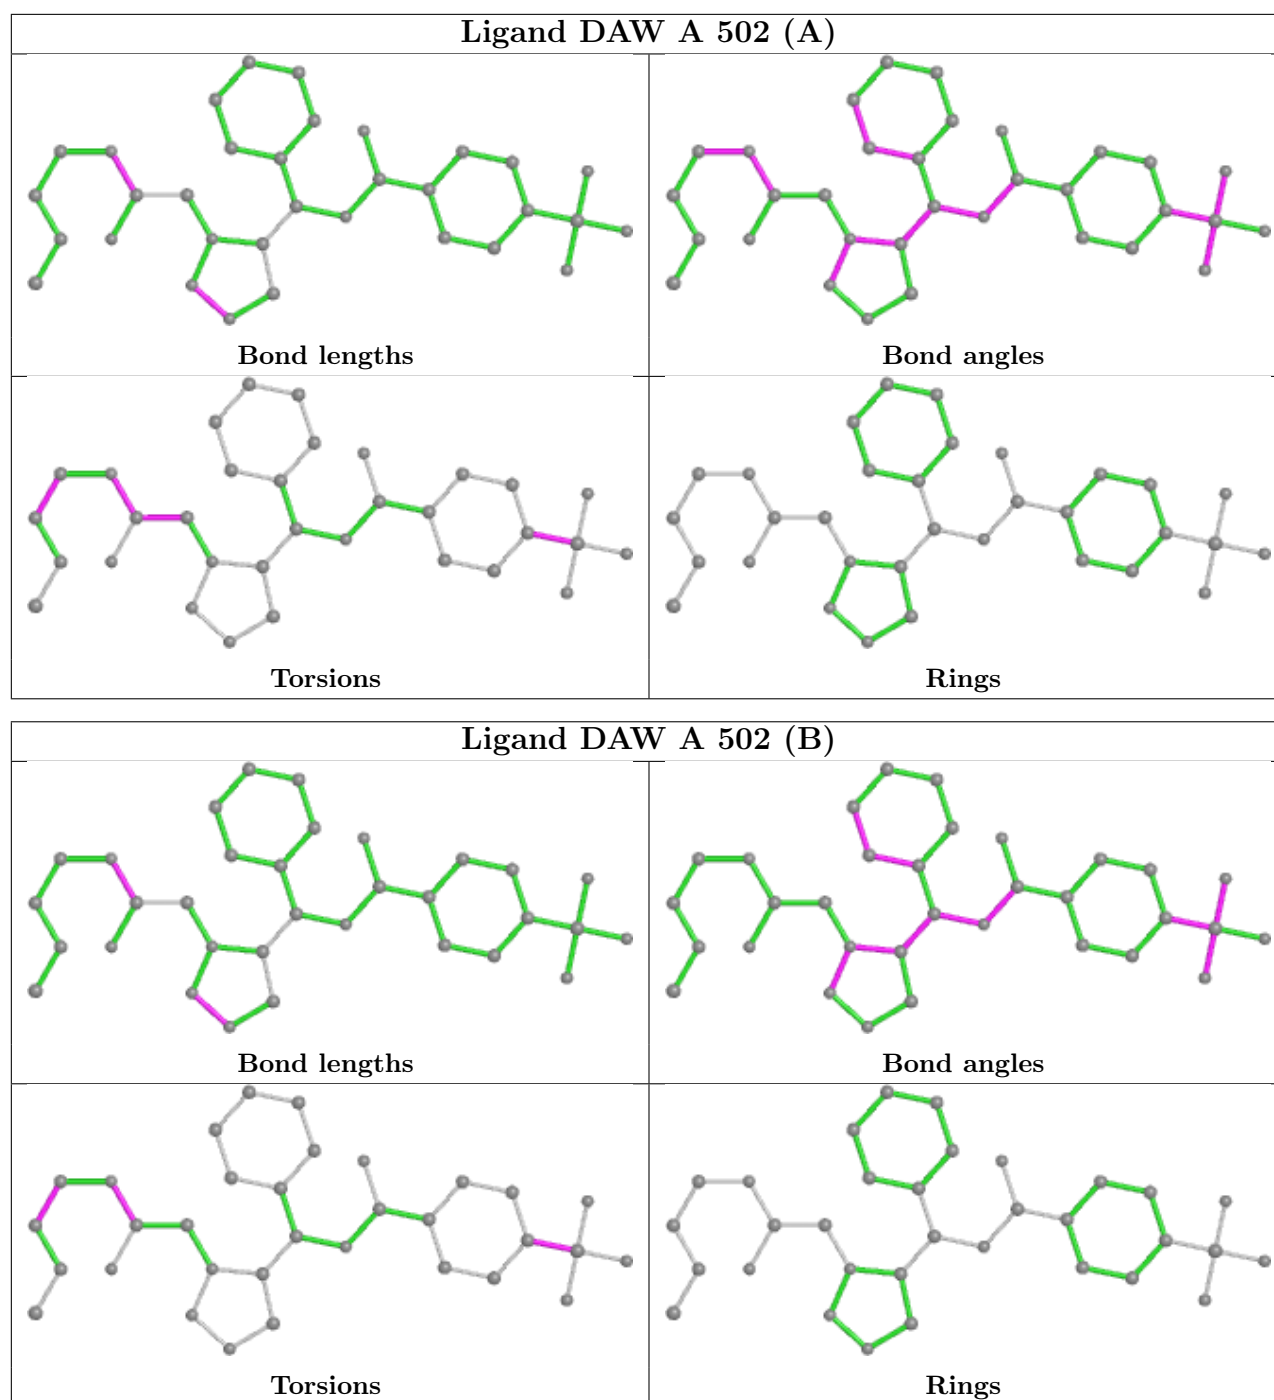 Ligand DAW A 502 (A)
Bond lengths
Bond angles
Torsions
Rings
Ligand DAW A 502 (B)
Bond lengths
Bond angles
Torsions
Rings